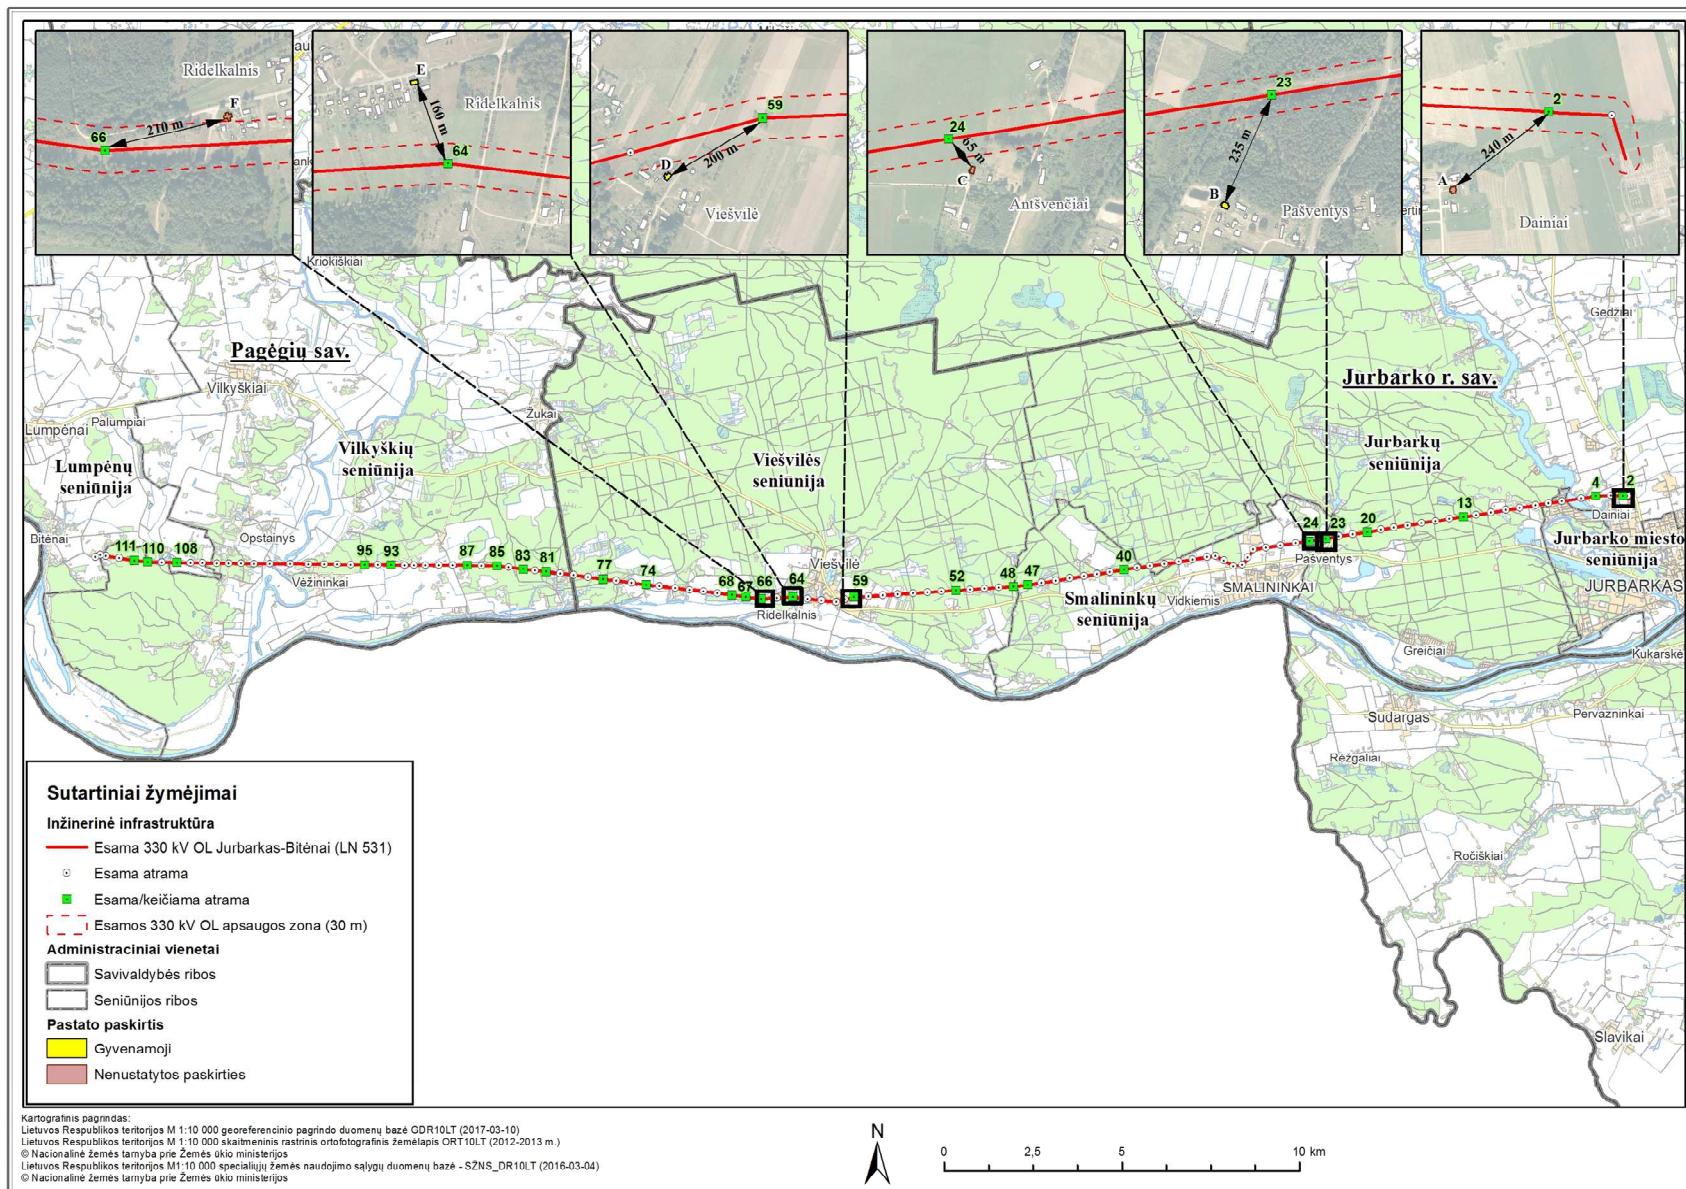 Ridelkalnis
F
66
210 m
E
Ridelkalnis
160 m
64
59
D
200 m
Viešvilė
24
65 m
C
Antšvenčiai
23
235 m
B
Pašventys
2
240 m
A
Dainiai
Kriokiškiai
Gedžiai
Pagėgių sav.
Vilkyškiai
Jurbarko r. sav.
Lumpėnai
Palumpiai
Žukai
Lumpėnų
seniūnija
Vilkyškių
seniūnija
Viešvilės
seniūnija
Jurbarkų
seniūnija
Bitėnai
Opstainys
Vėžininkai
Viešvilė
Ridelkalnis
Dainiai
Jurbarko miesto
seniūnija
JURBARKAS
Pašventys
SMALININKAI
Vidkiemis
Smalininkų
seniūnija
111
110
108
95
93
87
85
83
81
77
74
68
67
66
64
59
52
48
47
40
24
23
20
13
4
2
Greičiai
Kukarskė
Sudargas
Pervazninkai
Rėžgaliai
Ročiškiai
Slavikai
Sutartiniai žymėjimai
Inžinerinė infrastruktūra
Esama 330 kV OL Jurbarkas-Bitėnai (LN 531)
Esama atrama
Esama/keičiama atrama
Esamos 330 kV OL apsaugos zona (30 m)
Administraciniai vienetai
Savivaldybės ribos
Seniūnijos ribos
Pastato paskirtis
Gyvenamoji
Nenustatytos paskirties
Kartografinis pagrindas:
Lietuvos Respublikos teritorijos M 1:10 000 georeferencinio pagrindo duomenų bazė GDR10LT (2017-03-10)
Lietuvos Respublikos teritorijos M 1:10 000 skaitmeninis rastrinis ortofotografinis žemėlapis ORT10LT (2012-2013 m.)
© Nacionalinė žemės tarnyba prie Žemės ūkio ministerijos
Lietuvos Respublikos teritorijos M1:10 000 specialiųjų žemės naudojimo sąlygų duomenų bazė - SŽNS_DR10LT (2016-03-04)
© Nacionalinė žemės tarnyba prie Žemės ūkio ministerijos
N
0 2,5 5 10 km